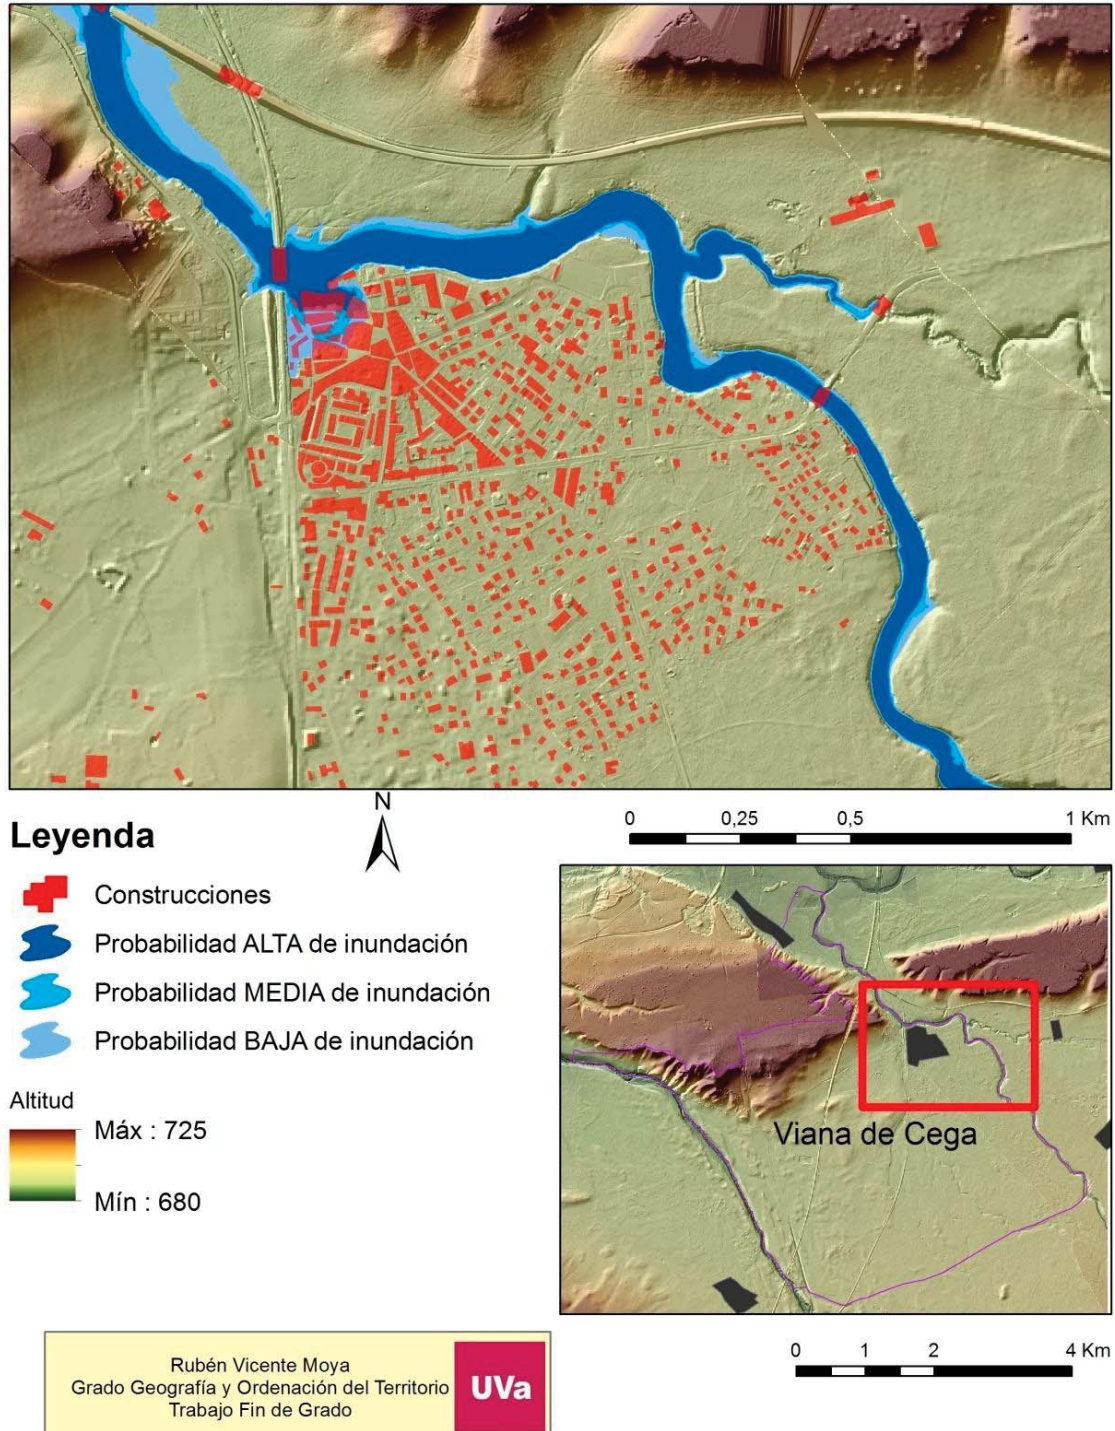 N
0 0,25 0,5 1 Km
Leyenda
Construcciones
Probabilidad ALTA de inundación
Probabilidad MEDIA de inundación
Probabilidad BAJA de inundación
Altitud
Máx : 725
Mín : 680
Viana de Cega
0 1 2 4 Km
Rubén Vicente Moya
Grado Geografía y Ordenación del Territorio
Trabajo Fin de Grado
UVa